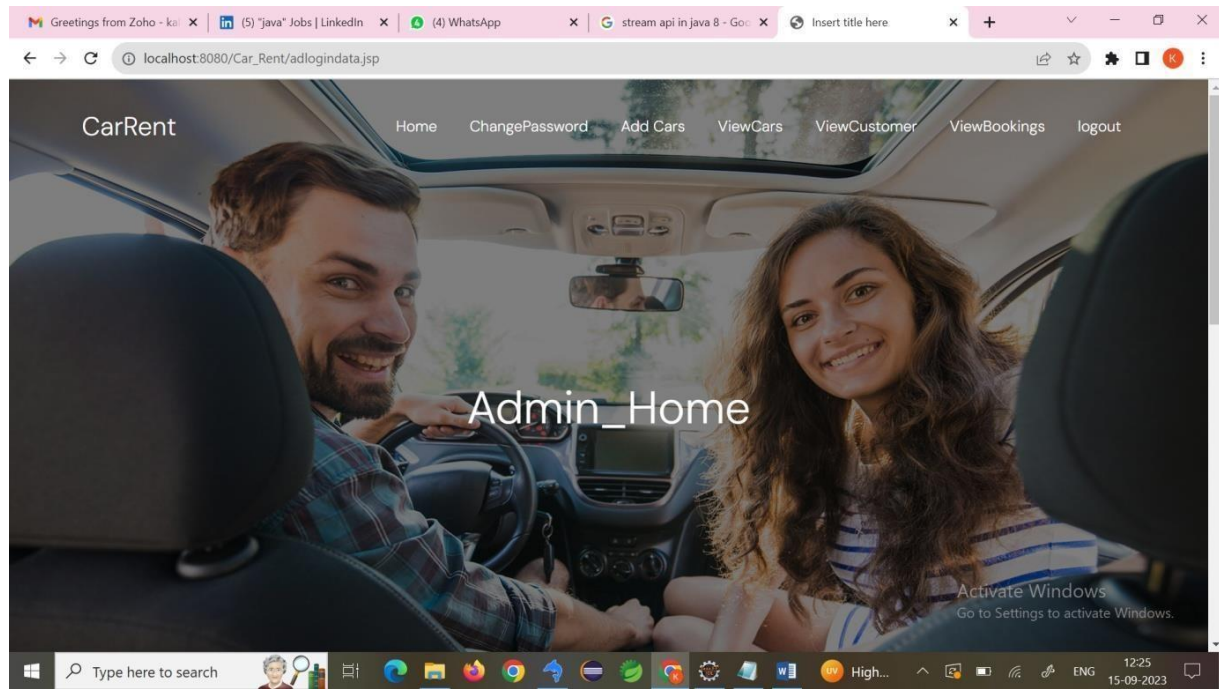 Greetings from Zoho - ka
(5) "java" Jobs | LinkedIn
(4) WhatsApp
stream api in java 8 - Goo
Insert title here
localhost:8080/Car_Rent/adlogindata.jsp
K
CarRent
Home ChangePassword Add Cars ViewCars ViewCustomer ViewBookings logout
Admin_Home
Activate Windows
Go to Settings to activate Windows.
Type here to search
UV High... ENG 12:25
15-09-2023